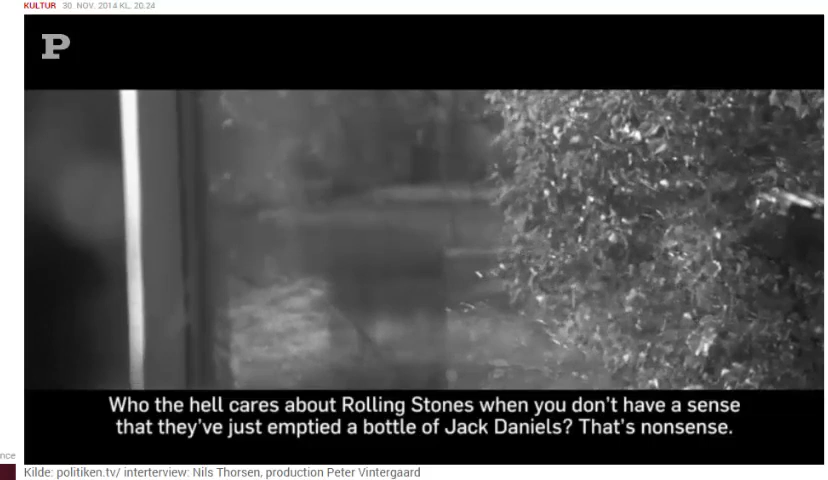 KULTUR 30. NOV. 2014 KL. 20.24
P
Who the hell cares about Rolling Stones when you don't have a sense
that they've just emptied a bottle of Jack Daniels? That's nonsense.
nce
Kilde: politiken.tv/ interterview: Nils Thorsen, production Peter Vintergaard